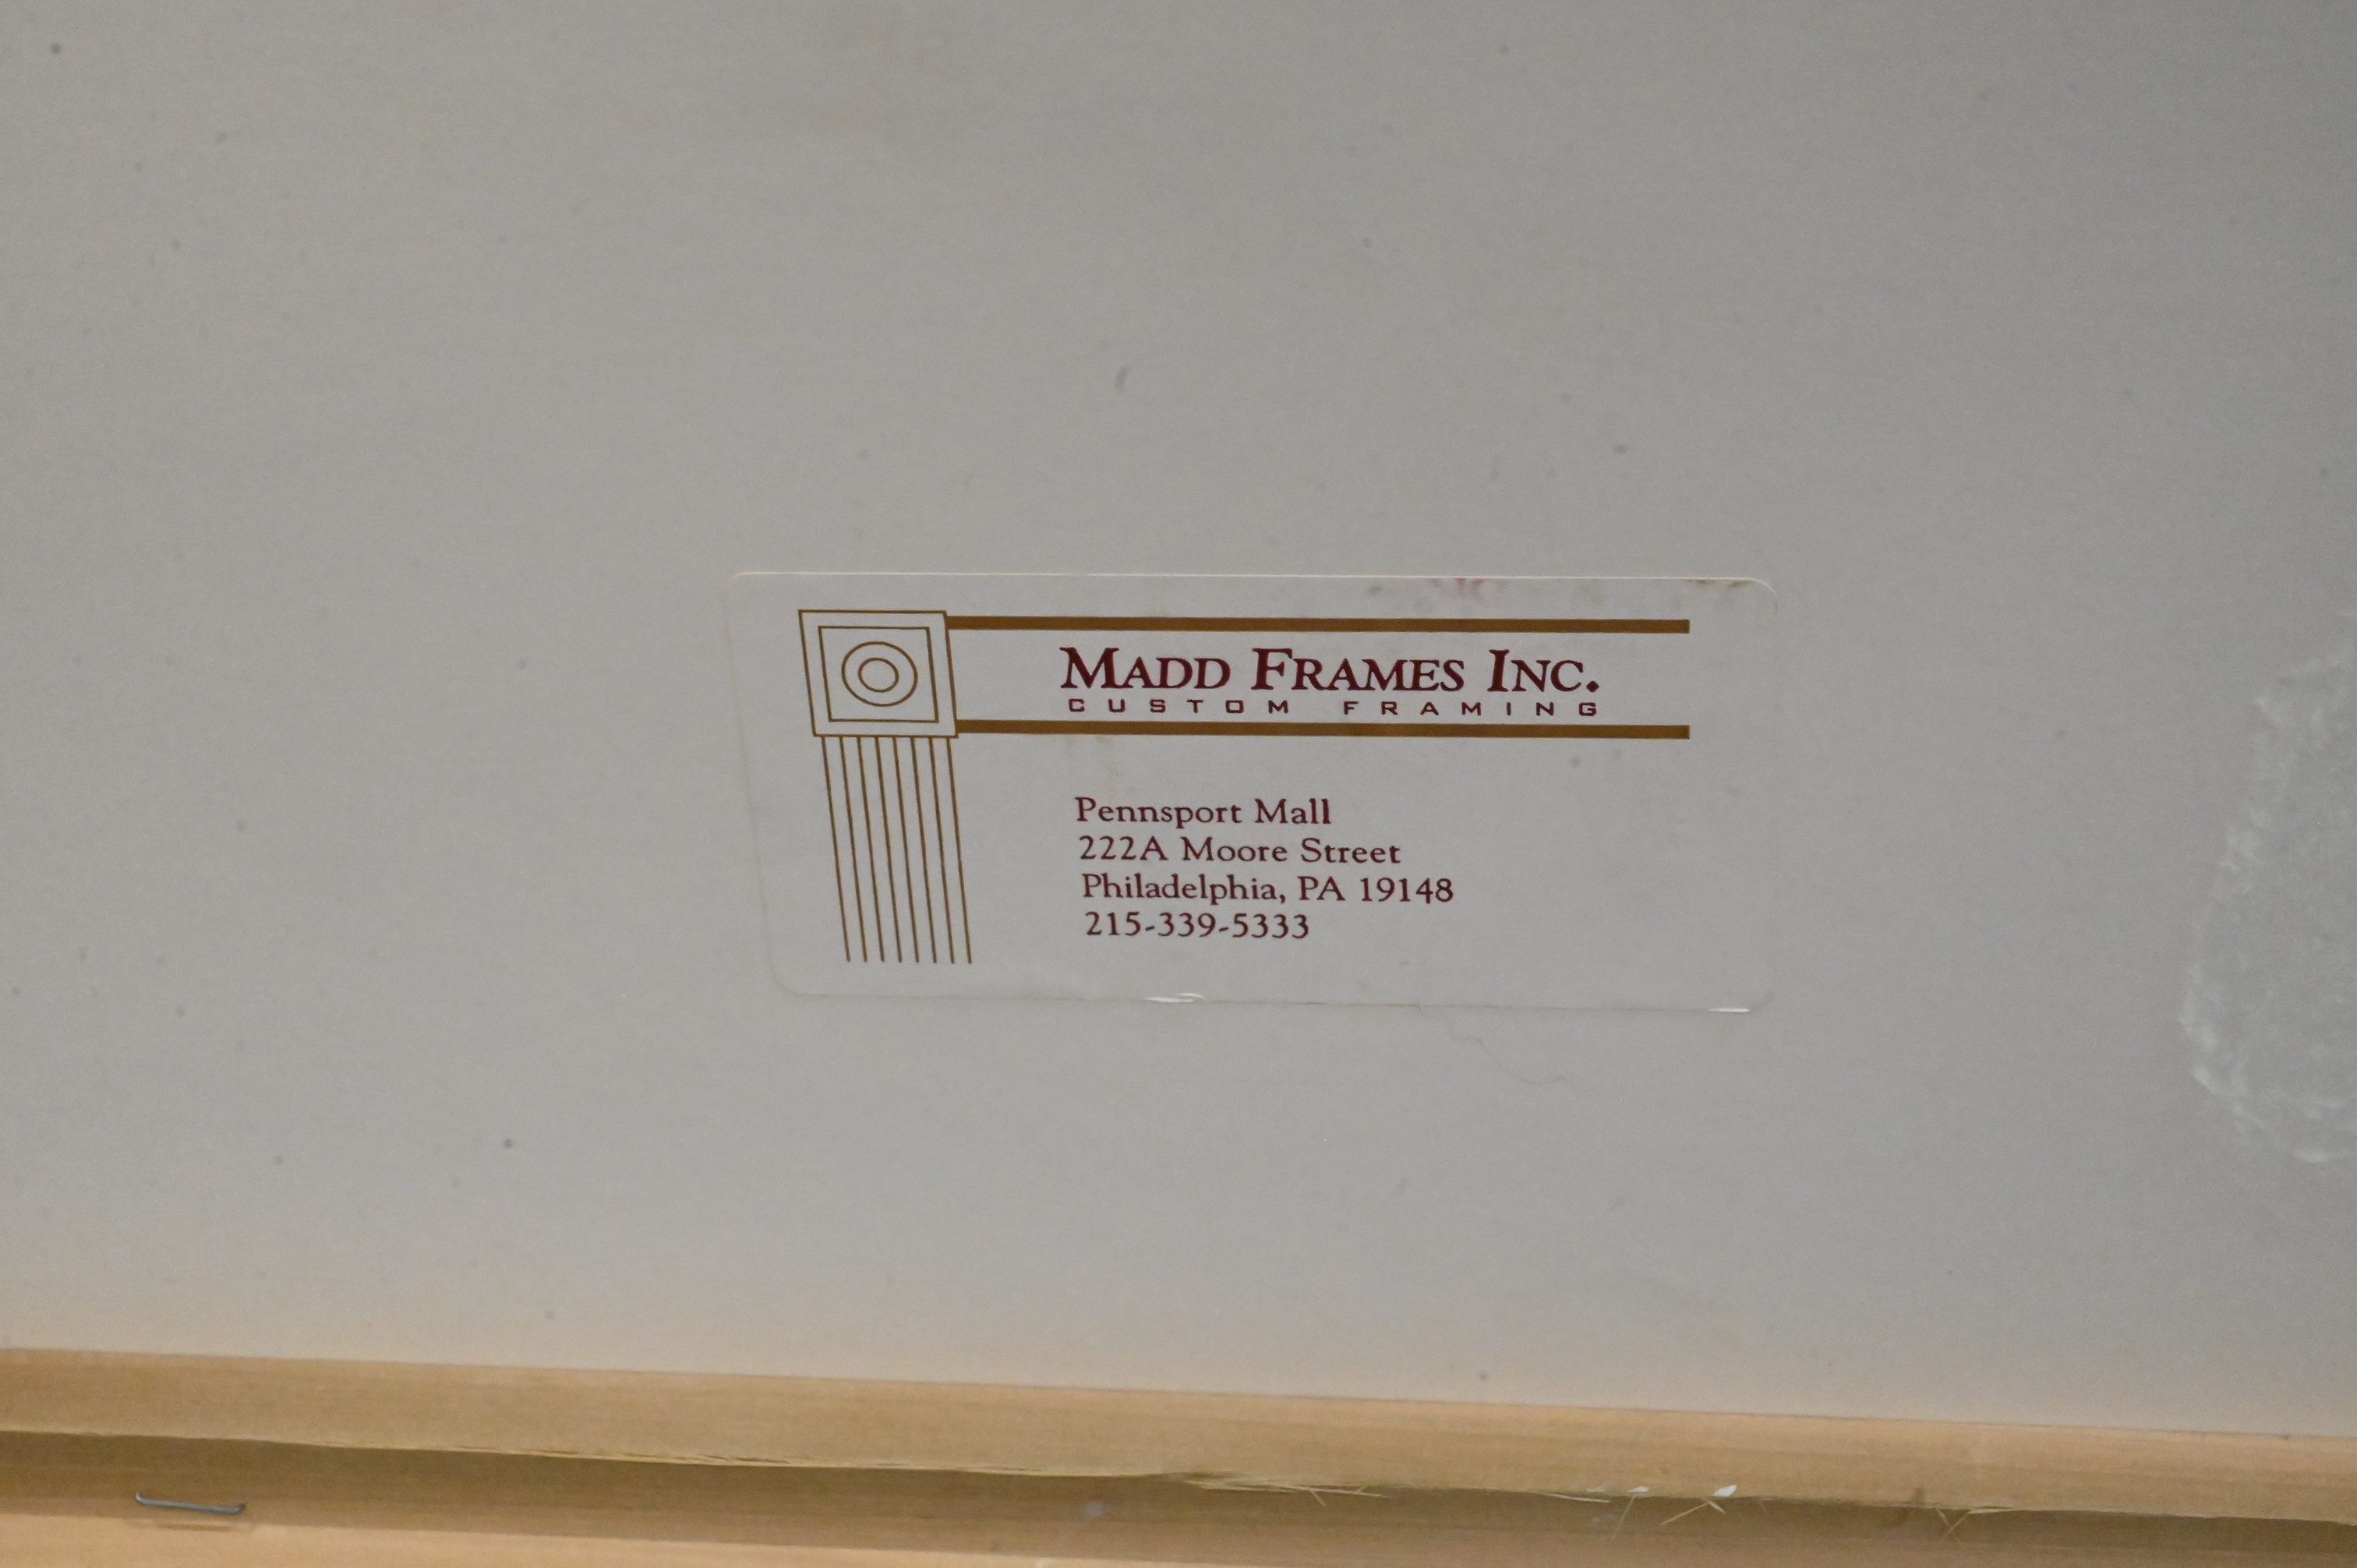 MADD FRAMES INC.
CUSTOM FRAMING
Pennsport Mall
222A Moore Street
Philadelphia, PA 19148
215-339-5333